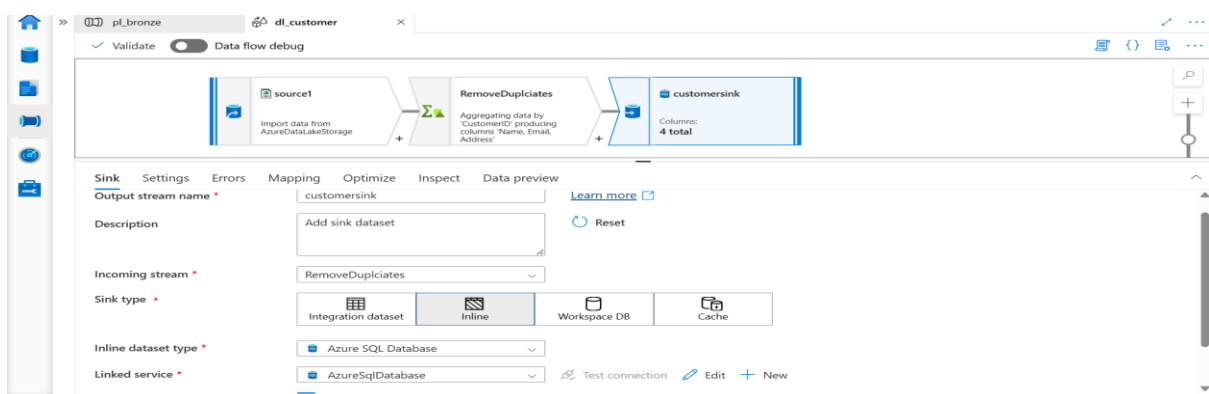 pl_bronze dl_customer
Validate Data flow debug
source1
Import data from
AzureDataLakeStorage
+
RemoveDuplciates
Aggregating data by
'CustomerID' producing
columns 'Name, Email,
Address'
+
customersink
Columns:
4 total
Sink Settings Errors Mapping Optimize Inspect Data preview
Output stream name * customersink Learn more
Description Add sink dataset Reset
Incoming stream * RemoveDuplciates
Sink type * Integration dataset Inline Workspace DB Cache
Inline dataset type * Azure SQL Database
Linked service * AzureSqlDatabase Test connection Edit + New